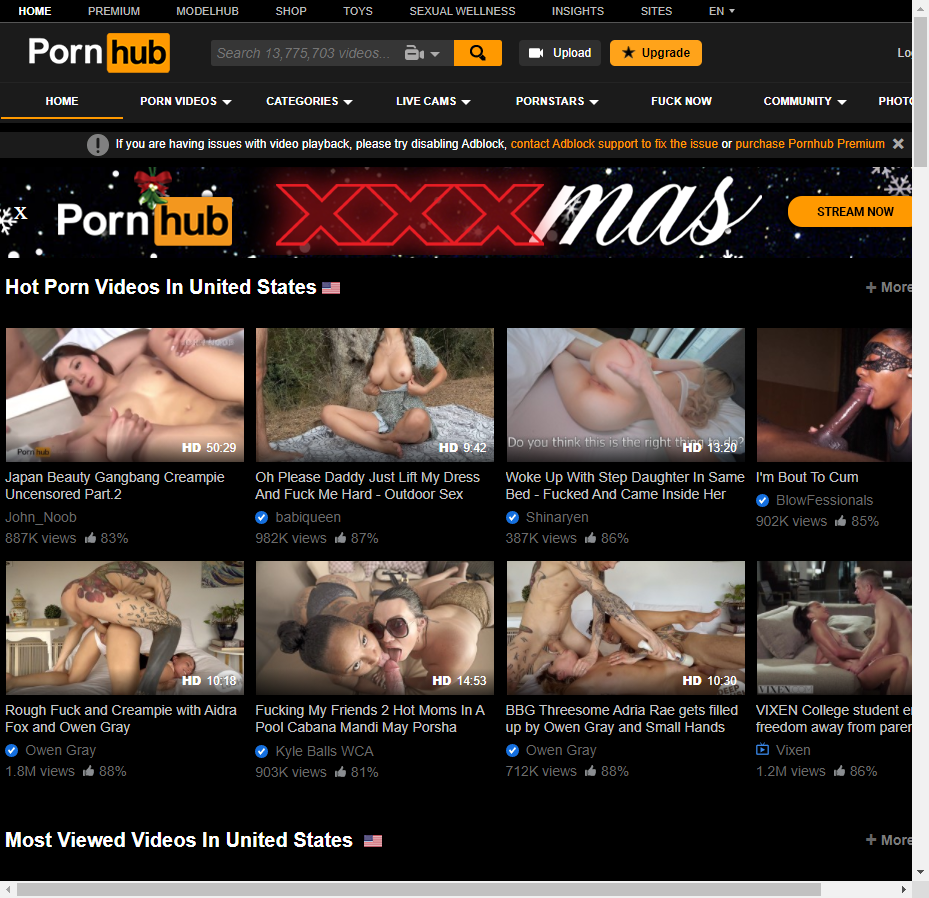 HOME PREMIUM MODELHUB SHOP TOYS SEXUAL WELLNESS INSIGHTS SITES EN
Porn hub Search 13,775,703 videos... Upload Upgrade Lo
HOME PORN VIDEOS CATEGORIES LIVE CAMS PORNSTARS FUCK NOW COMMUNITY PHOTO
If you are having issues with video playback, please try disabling Adblock, contact Adblock support to fix the issue or purchase Pornhub Premium
X Porn hub XXXmas STREAM NOW
Hot Porn Videos In United States + More
Do you think this is the right thing to do?
Porn hub HD 50:29 HD 9:42 HD 13:20
Japan Beauty Gangbang Creampie
Uncensored Part.2
John_Noob
887K views 83%
Oh Please Daddy Just Lift My Dress
And Fuck Me Hard - Outdoor Sex
babiqueen
982K views 87%
Woke Up With Step Daughter In Same
Bed - Fucked And Came Inside Her
Shinaryen
387K views 86%
I'm Bout To Cum
BlowFessionals
902K views 85%
HD 10:18 HD 14:53 HD 10:30 VIXEN
Rough Fuck and Creampie with Aidra
Fox and Owen Gray
Owen Gray
1.8M views 88%
Fucking My Friends 2 Hot Moms In A
Pool Cabana Mandi May Porsha
Kyle Balls WCA
903K views 81%
BBG Threesome Adria Rae gets filled
up by Owen Gray and Small Hands
Owen Gray
712K views 88%
VIXEN College student e
freedom away from parer
Vixen
1.2M views 86%
Most Viewed Videos In United States + More